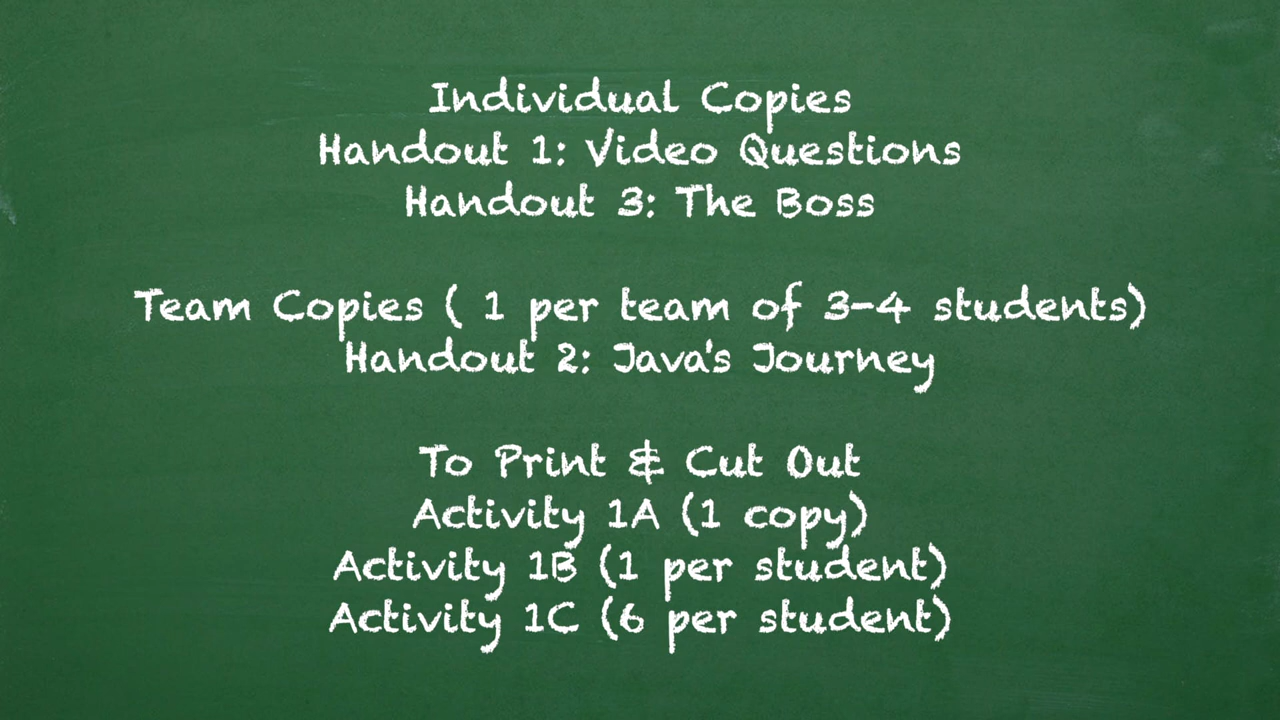 Individual Copies
Handout 1: Video Questions
Handout 3: The Boss
Team Copies ( 1 per team of 3-4 students)
Handout 2: Java's Journey
To Print & Cut Out
Activity 1A (1 copy)
Activity 1B (1 per student)
Activity 1C (6 per student)